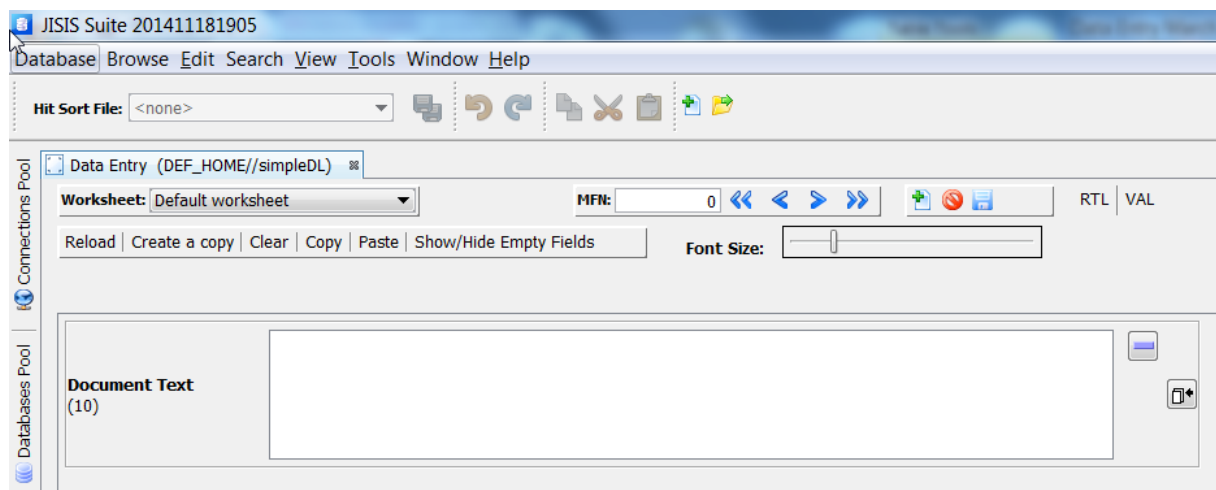 JISIS Suite 201411181905
Database Browse Edit Search View Tools Window Help
Hit Sort File: <none>
Connections Pool
Databases Pool
Data Entry (DEF_HOME//simpleDL)
Worksheet: Default worksheet MFN: 0 RTL VAL
Reload Create a copy Clear Copy Paste Show/Hide Empty Fields Font Size:
Document Text
(10)